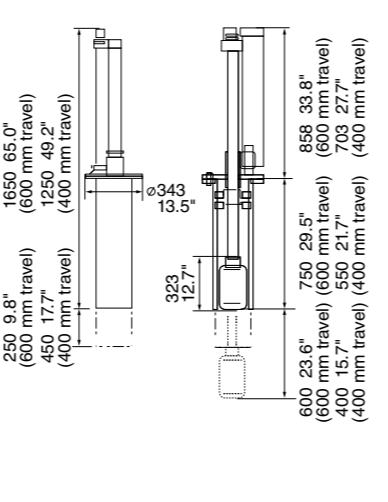 1650 65.0"
(600 mm travel)
1250 49.2"
(400 mm travel)
250 9.8"
(600 mm travel)
450 17.7"
(400 mm travel)
⌀343
13.5"
323
12.7"
858 33.8"
(600 mm travel)
703 27.7"
(400 mm travel)
750 29.5"
(600 mm travel)
550 21.7"
(400 mm travel)
600 23.6"
(600 mm travel)
400 15.7"
(400 mm travel)